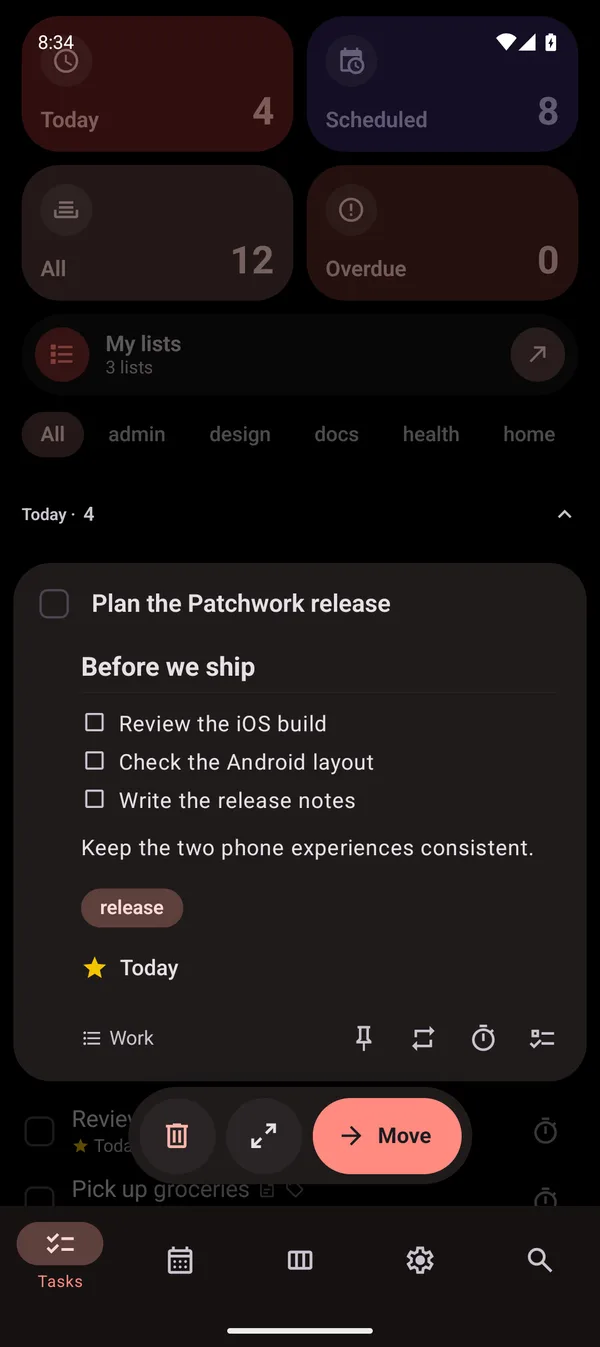 8:34
Today 4
Scheduled 8
All 12
Overdue 0
My lists
3 lists
All admin design docs health home
Today · 4
Plan the Patchwork release
Before we ship
Review the iOS build
Check the Android layout
Write the release notes
Keep the two phone experiences consistent.
release
Today
Work
Move
Pick up groceries
Tasks